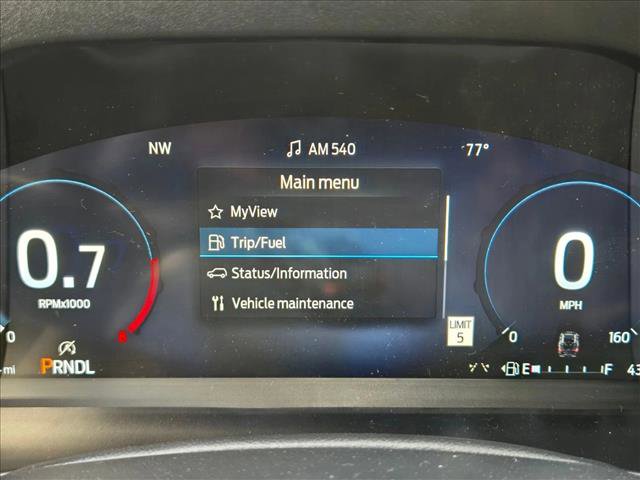 NW AM 540 77°
Main menu
MyView
Trip/Fuel
Status/Information
Vehicle maintenance
0.7
RPMx1000
0 8
PRNDL
mi
0
MPH
LIMIT
5
0 160
E F